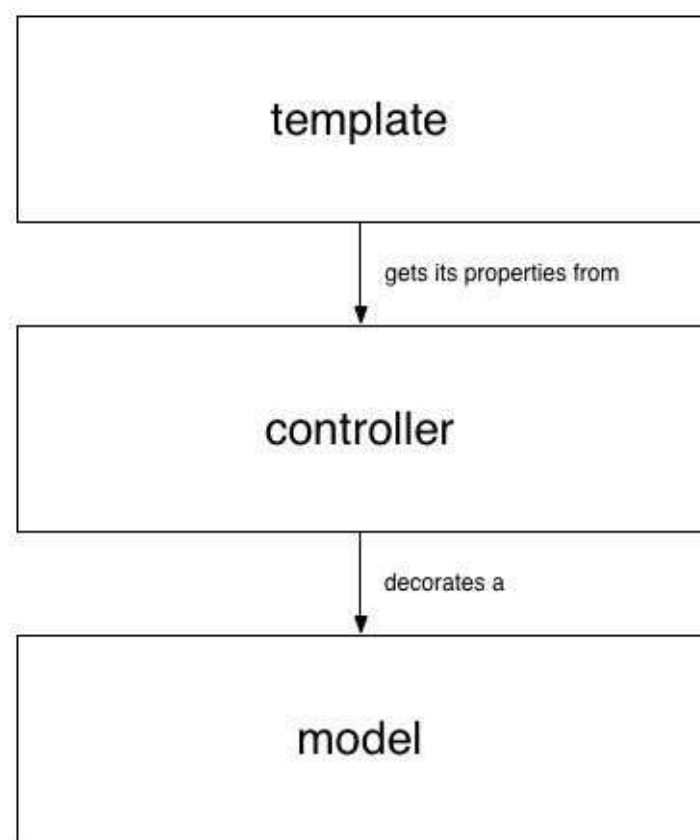 template
gets its properties from
controller
decorates a
model